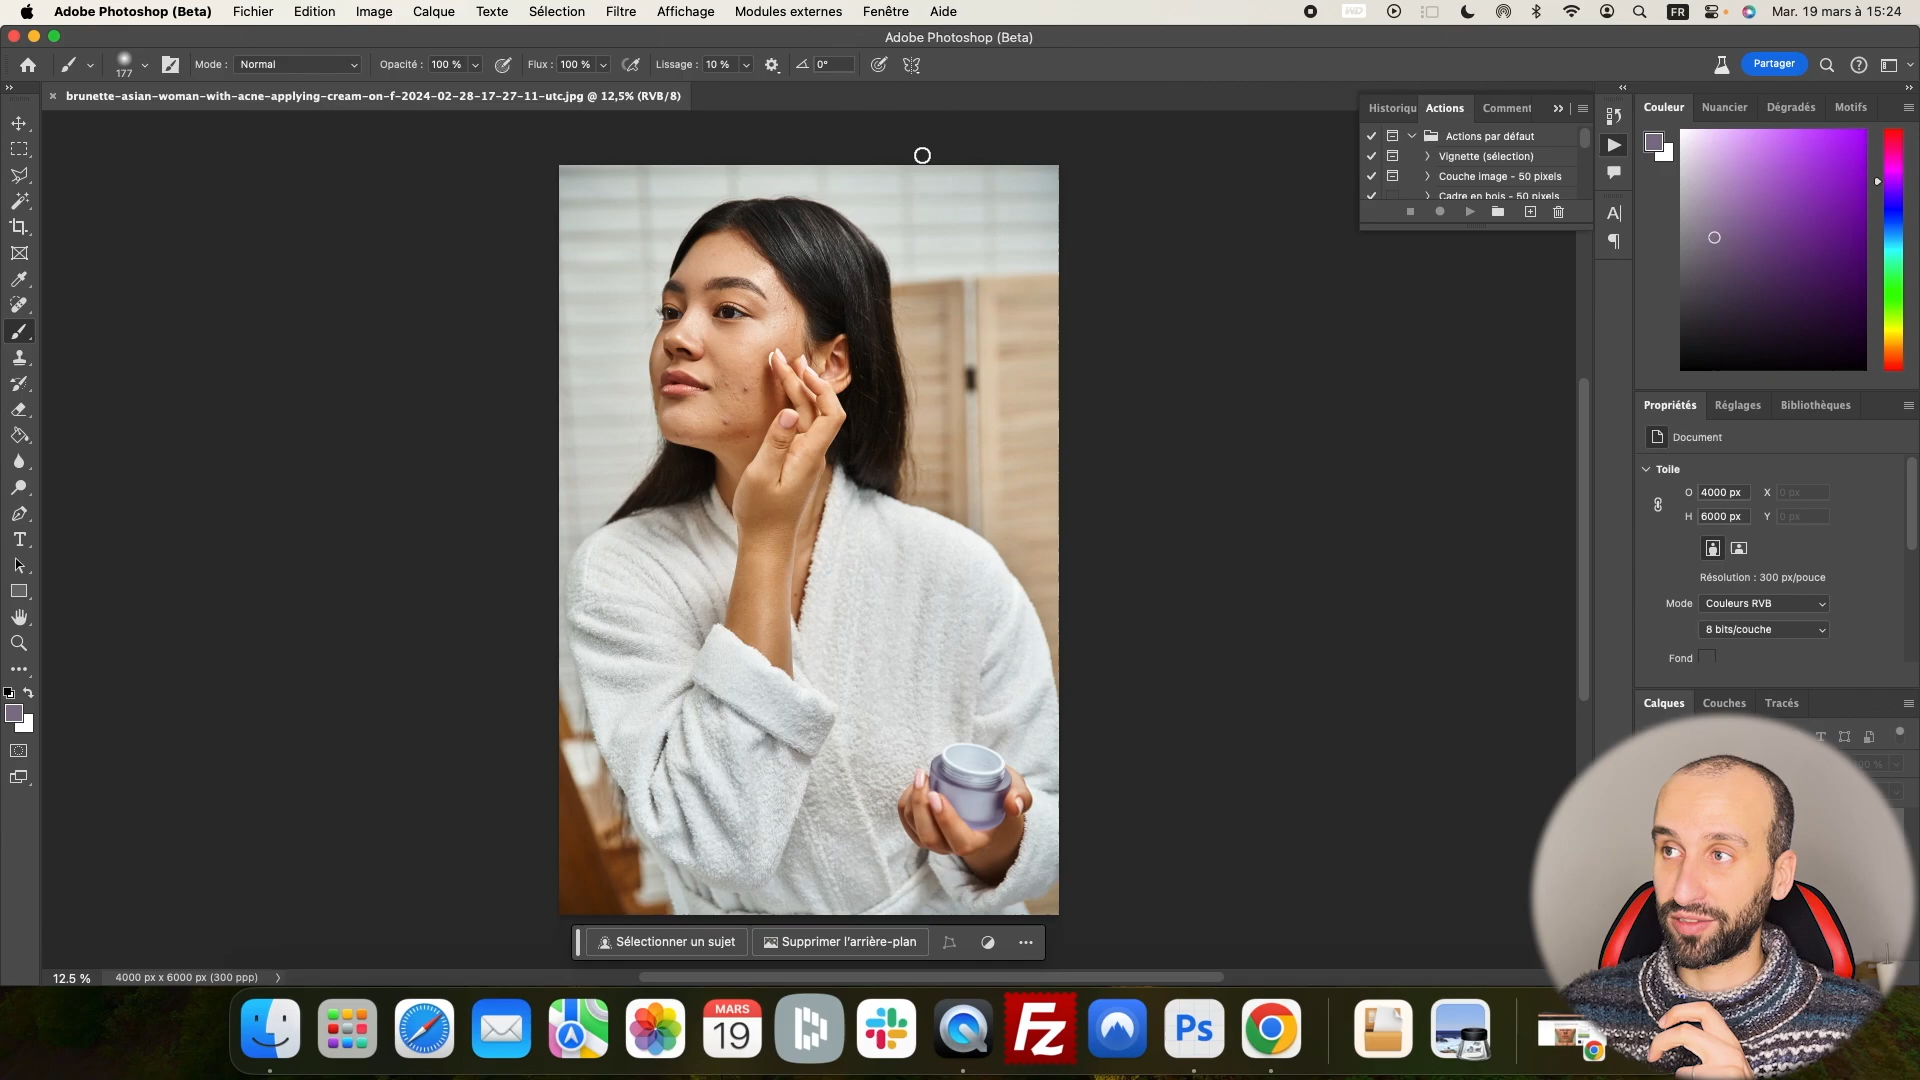 Adobe Photoshop (Beta) Fichier Edition Image Calque Texte Sélection Filtre Affichage Modules externes Fenêtre Aide FR Mar. 19 mars à 15:24
Adobe Photoshop (Beta)
177 Mode : Normal Opacité : 100 % Flux : 100 % Lissage : 10 % 0° Partager
brunette-asian-woman-with-acne-applying-cream-on-f-2024-02-28-17-27-11-utc.jpg @ 12,5% (RVB/8)
Historiqu Actions Comment
Couleur Nuancier Dégradés Motifs
Actions par défaut
Vignette (sélection)
Couche image - 50 pixels
Cadre en bois - 50 pixels
Propriétés Réglages Bibliothèques
Document
Toile
O 4000 px X 0 px
H 6000 px Y 0 px
Résolution : 300 px/pouce
Mode Couleurs RVB
8 bits/couche
Fond
Calques Couches Tracés
Sélectionner un sujet Supprimer l'arrière-plan
12.5 % 4000 px x 6000 px (300 ppp)
MARS
19
Fz
Ps